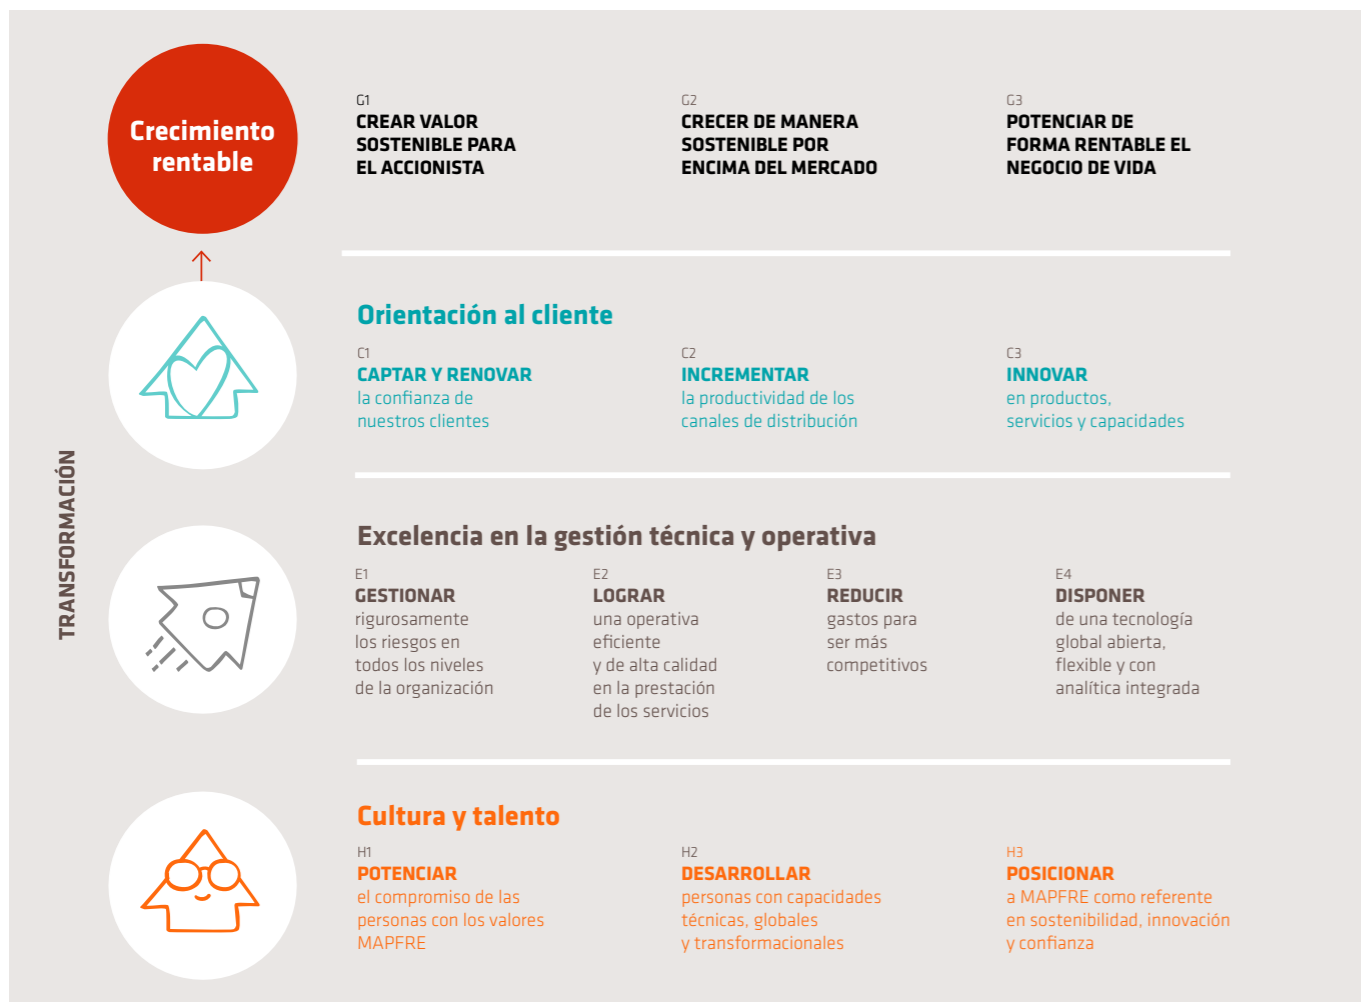 Crecimiento
rentable
G1
CREAR VALOR
SOSTENIBLE PARA
EL ACCIONISTA
G2
CRECER DE MANERA
SOSTENIBLE POR
ENCIMA DEL MERCADO
G3
POTENCIAR DE
FORMA RENTABLE EL
NEGOCIO DE VIDA
TRANSFORMACIÓN
Orientación al cliente
C1
CAPTAR Y RENOVAR
la confianza de
nuestros clientes
C2
INCREMENTAR
la productividad de los
canales de distribución
C3
INNOVAR
en productos,
servicios y capacidades
Excelencia en la gestión técnica y operativa
E1
GESTIONAR
rigurosamente
los riesgos en
todos los niveles
de la organización
E2
LOGRAR
una operativa
eficiente
y de alta calidad
en la prestación
de los servicios
E3
REDUCIR
gastos para
ser más
competitivos
E4
DISPONER
de una tecnología
global abierta,
flexible y con
analítica integrada
Cultura y talento
H1
POTENCIAR
el compromiso de las
personas con los valores
MAPFRE
H2
DESARROLLAR
personas con capacidades
técnicas, globales
y transformacionales
H3
POSICIONAR
a MAPFRE como referente
en sostenibilidad, innovación
y confianza